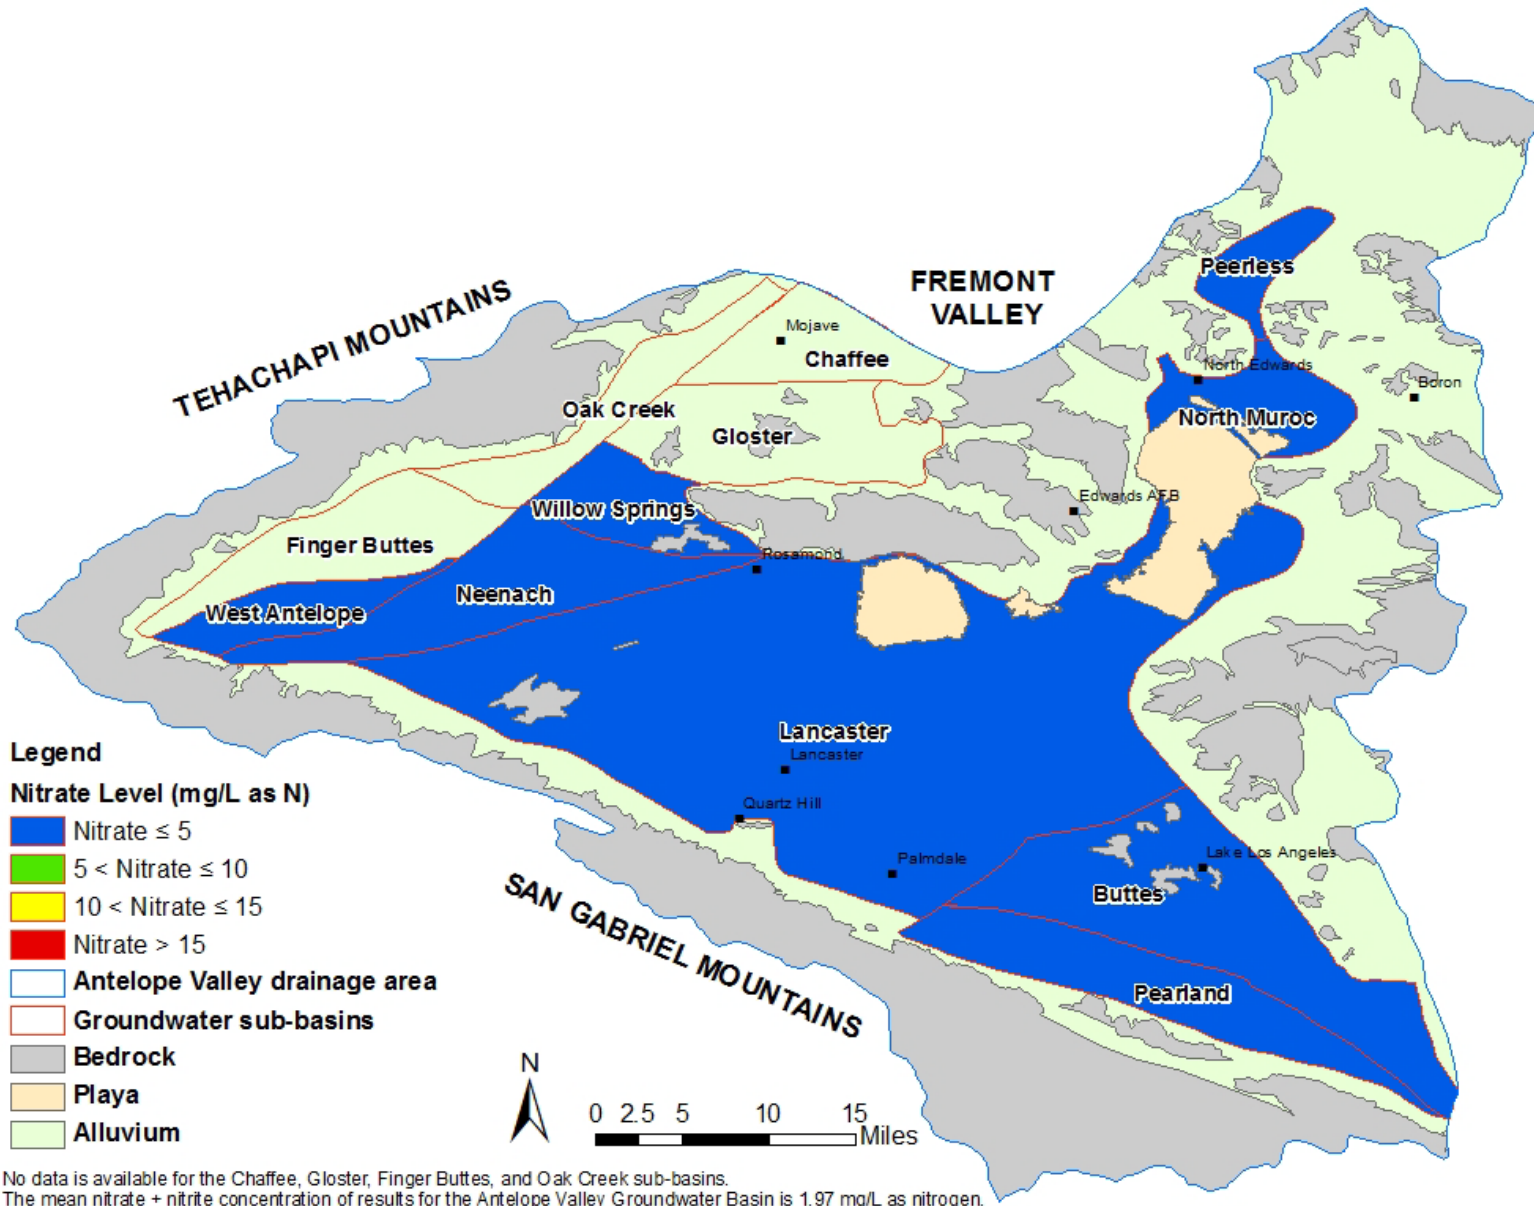 FREMONT
VALLEY
TEHACHAPI MOUNTAINS
Peerless
Mojave
Chaffee
North Edwards
Boron
Oak Creek
North Muroc
Gloster
Edwards AFB
Willow Springs
Finger Buttes
Rosamond
Neenach
West Antelope
Lancaster
Lancaster
Quartz Hill
Palmdale
Lake Los Angeles
Buttes
SAN GABRIEL MOUNTAINS
Pearland
Legend
Nitrate Level (mg/L as N)
Nitrate ≤ 5
5 < Nitrate ≤ 10
10 < Nitrate ≤ 15
Nitrate > 15
Antelope Valley drainage area
Groundwater sub-basins
Bedrock
Playa
Alluvium
N
0 2.5 5 10 15
Miles
No data is available for the Chaffee, Gloster, Finger Buttes, and Oak Creek sub-basins.
The mean nitrate + nitrite concentration of results for the Antelope Valley Groundwater Basin is 1.97 mg/L as nitrogen.